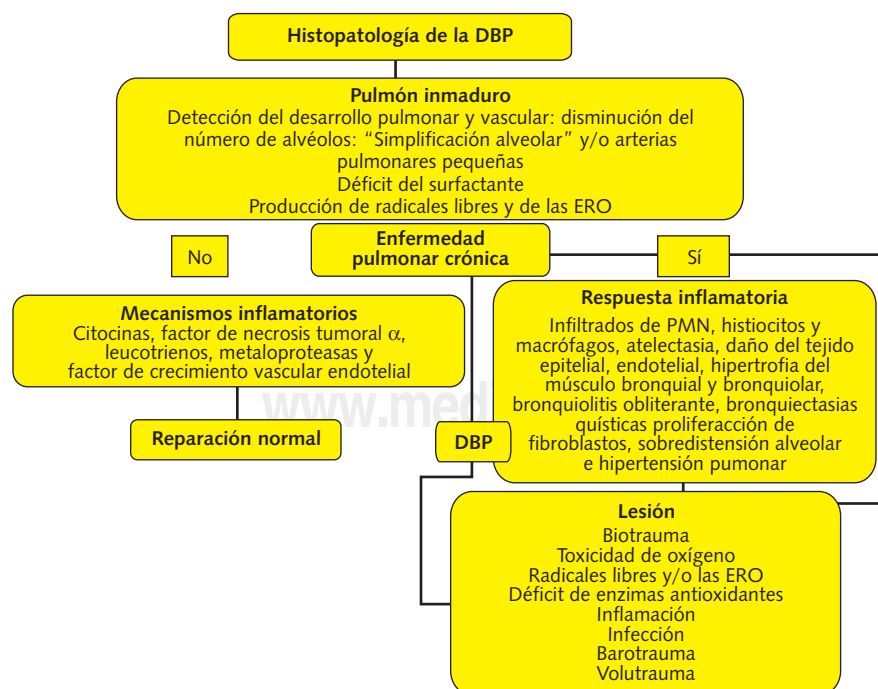 Histopatología de la DBP
Pulmón inmaduro
Detección del desarrollo pulmonar y vascular: disminución del
número de alvéolos: “Simplificación alveolar” y/o arterias
pulmonares pequeñas
Déficit del surfactante
Producción de radicales libres y de las ERO
No
Enfermedad
pulmonar crónica
Sí
Mecanismos inflamatorios
Citocinas, factor de necrosis tumoral α,
leucotrienos, metaloproteasas y
factor de crecimiento vascular endotelial
Respuesta inflamatoria
Infiltrados de PMN, histiocitos y
macrófagos, atelectasia, daño del tejido
epitelial, endotelial, hipertrofia del
músculo bronquial y bronquiolar,
bronquiolitis obliterante, bronquiectasias
quísticas proliferacción de
fibroblastos, sobredistensión alveolar
e hipertensión pumonar
www.medi
Reparación normal
DBP
Lesión
Biotrauma
Toxicidad de oxígeno
Radicales libres y/o las ERO
Déficit de enzimas antioxidantes
Inflamación
Infección
Barotrauma
Volutrauma